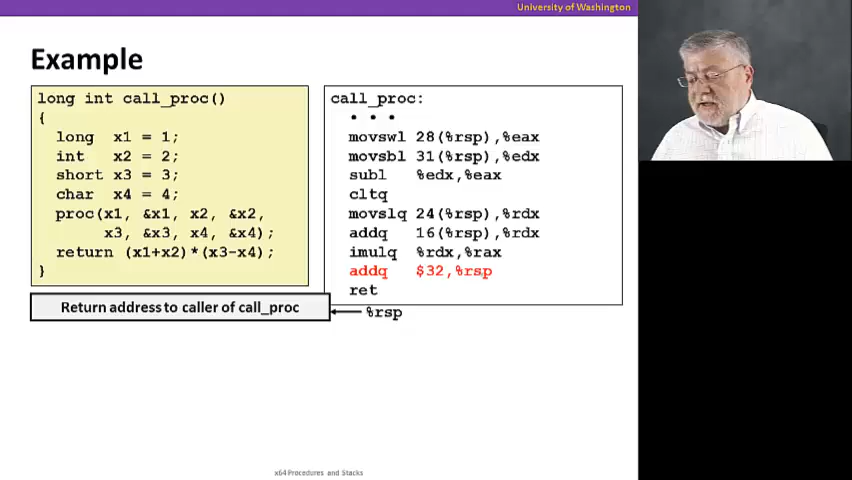 University of Washington
Example
long int call_proc()
{
long x1 = 1;
int x2 = 2;
short x3 = 3;
char x4 = 4;
proc(x1, &x1, x2, &x2,
x3, &x3, x4, &x4);
return (x1+x2)*(x3-x4);
}
call_proc:
• • •
movswl 28(%rsp),%eax
movsbl 31(%rsp),%edx
subl %edx,%eax
cltq
movslq 24(%rsp),%rdx
addq 16(%rsp),%rdx
imulq %rdx,%rax
addq $32,%rsp
ret
Return address to caller of call_proc
%rsp
x64 Procedures and Stacks